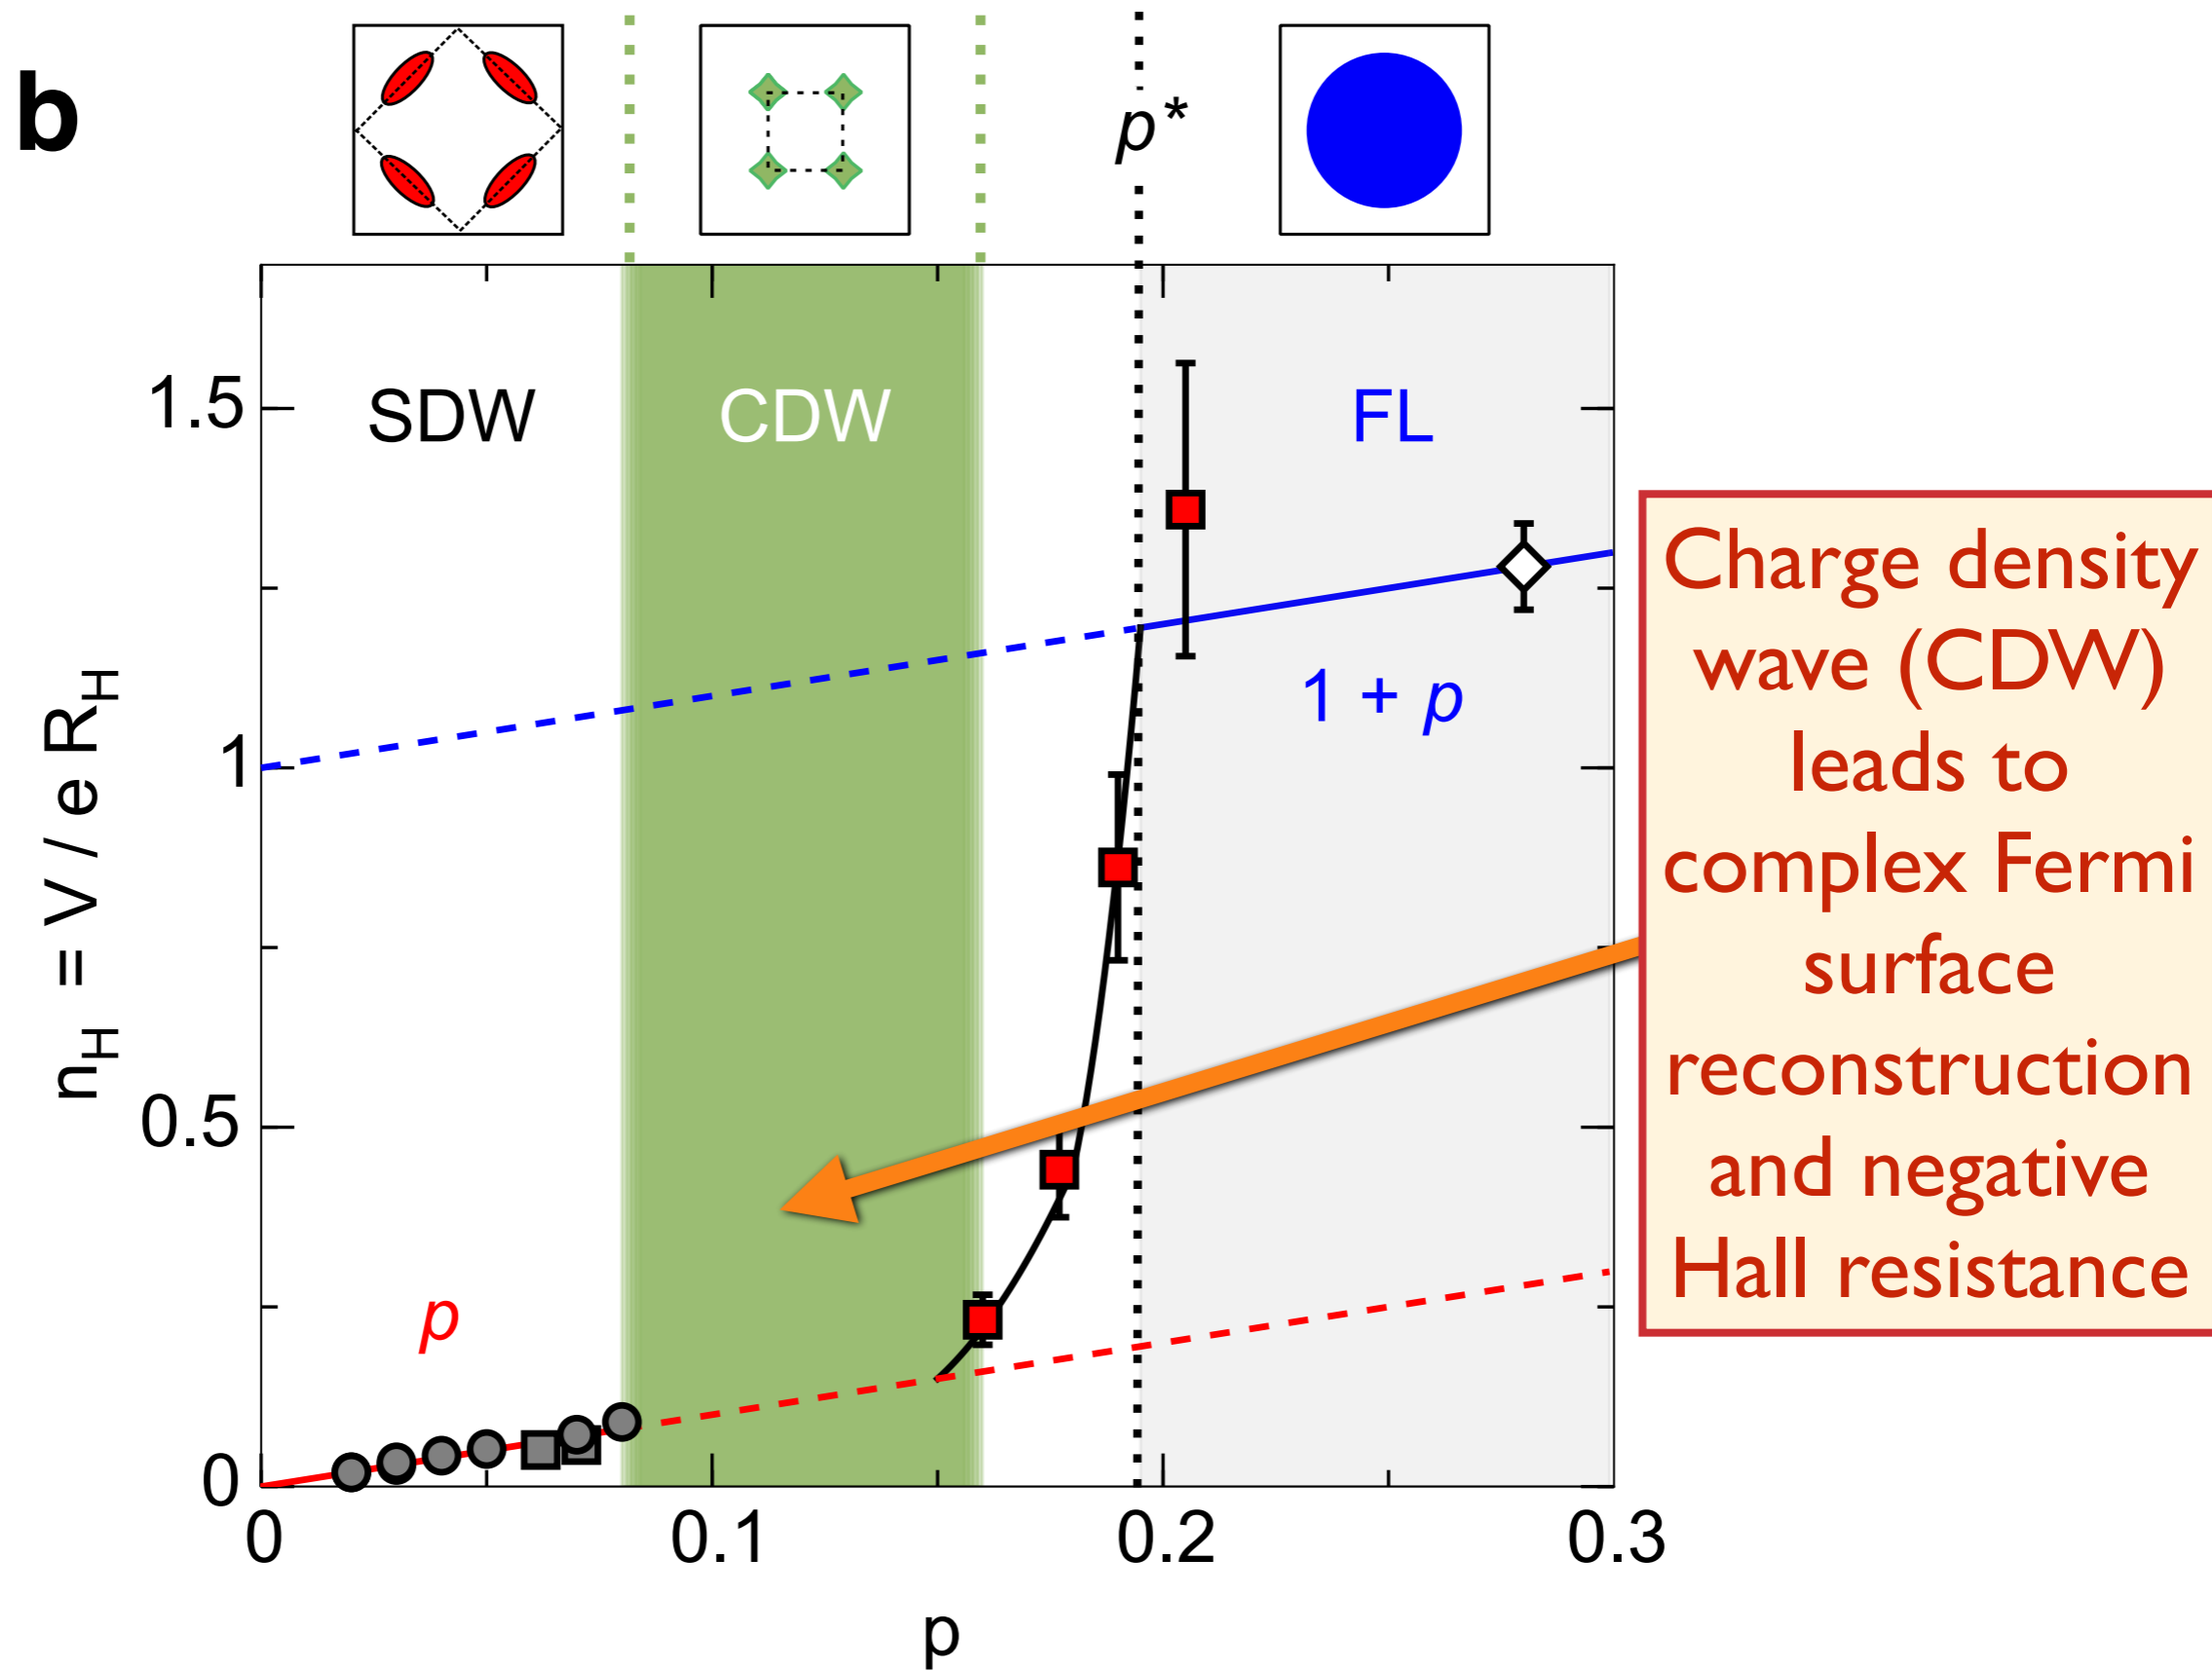 b
p*
SDW
CDW
FL
1.5
1
0.5
0
n_H = V / e R_H
1 + p
p
0
0.1
0.2
0.3
p
Charge density
wave (CDW)
leads to
complex Fermi
surface
reconstruction
and negative
Hall resistance